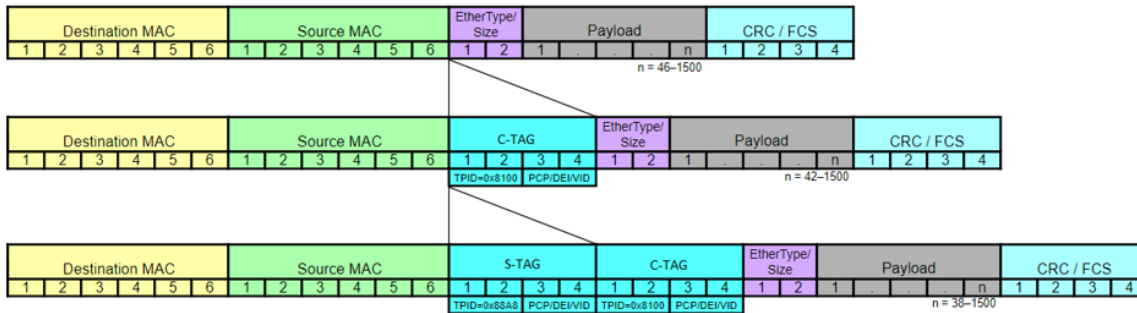 Destination MAC Source MAC EtherType/ Size Payload CRC / FCS
1 2 3 4 5 6 1 2 3 4 5 6 1 2 1 . . . n 1 2 3 4
n = 46–1500
Destination MAC Source MAC C-TAG EtherType/ Size Payload CRC / FCS
1 2 3 4 5 6 1 2 3 4 5 6 1 2 3 4 1 2 1 . . . n 1 2 3 4
TPID=0x8100 PCP/DEI/VID
n = 42–1500
Destination MAC Source MAC S-TAG C-TAG EtherType/ Size Payload CRC / FCS
1 2 3 4 5 6 1 2 3 4 5 6 1 2 3 4 1 2 3 4 1 2 1 . . . n 1 2 3 4
TPID=0x88A8 PCP/DEI/VID TPID=0x8100 PCP/DEI/VID
n = 38–1500